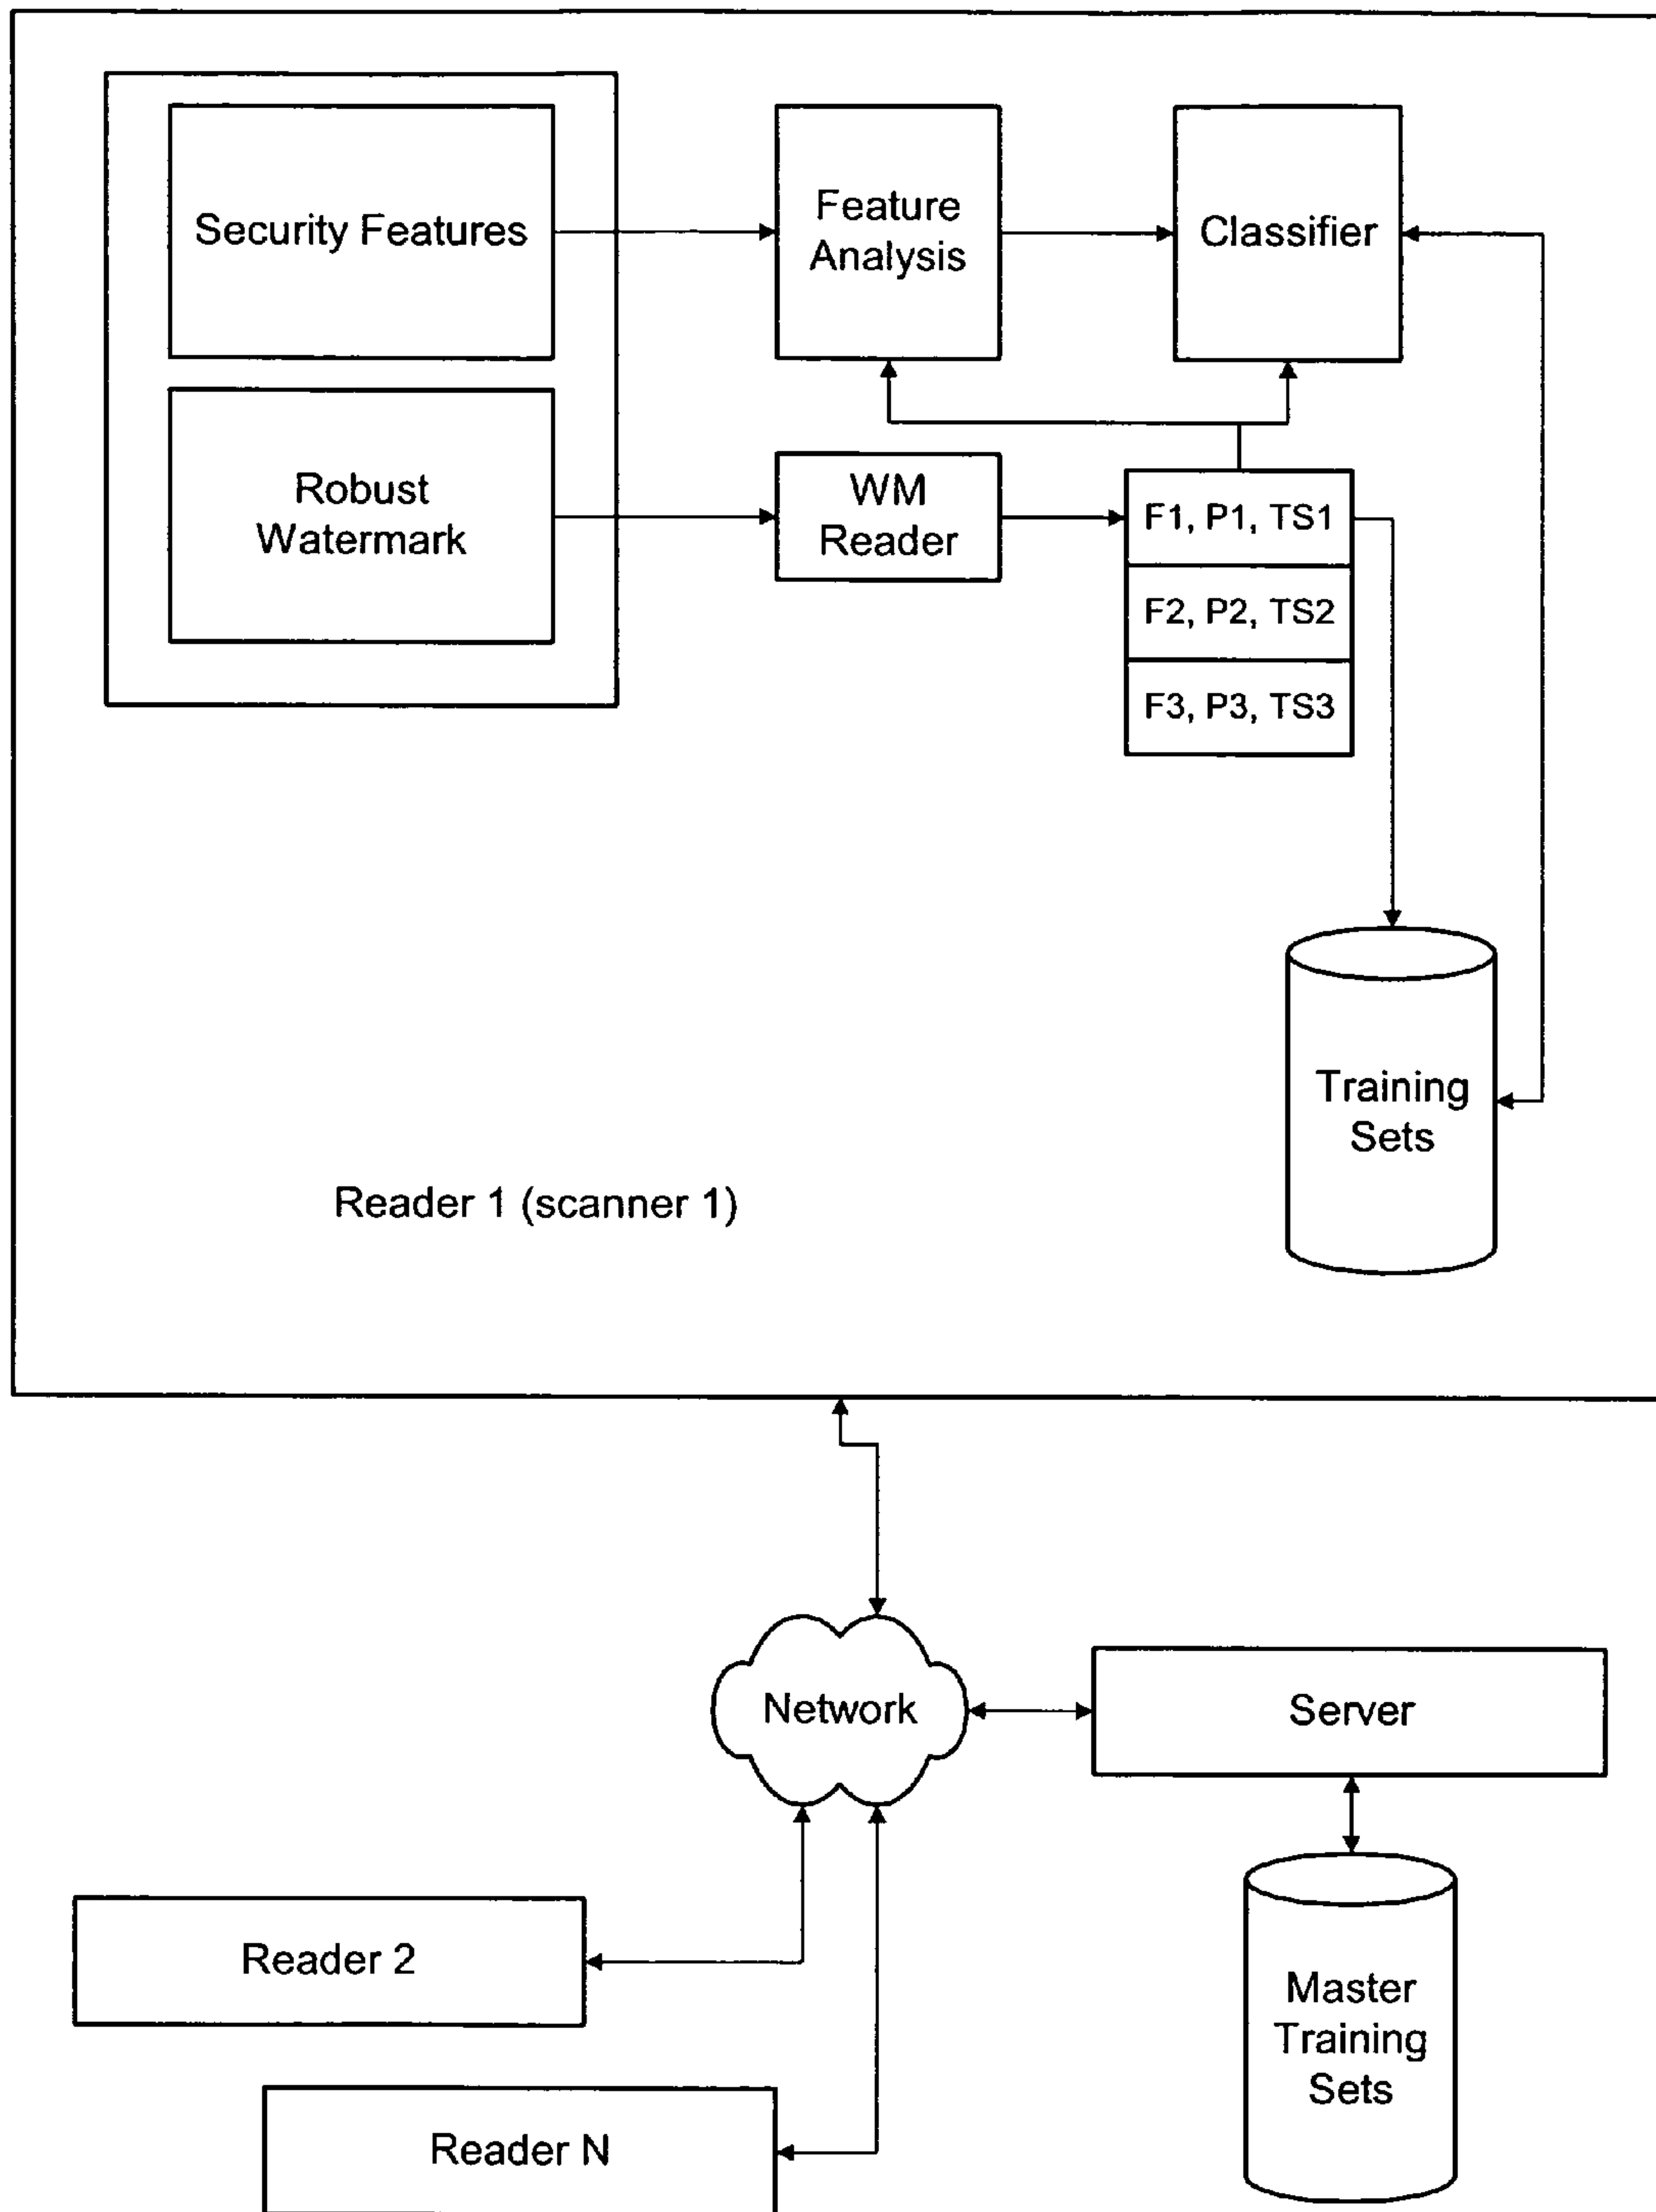 Security Features
Feature
Analysis
Classifier
Robust
Watermark
WM
Reader
F1, P1, TS1
F2, P2, TS2
F3, P3, TS3
Training
Sets
Reader 1 (scanner 1)
Network
Server
Reader 2
Master
Training
Sets
Reader N